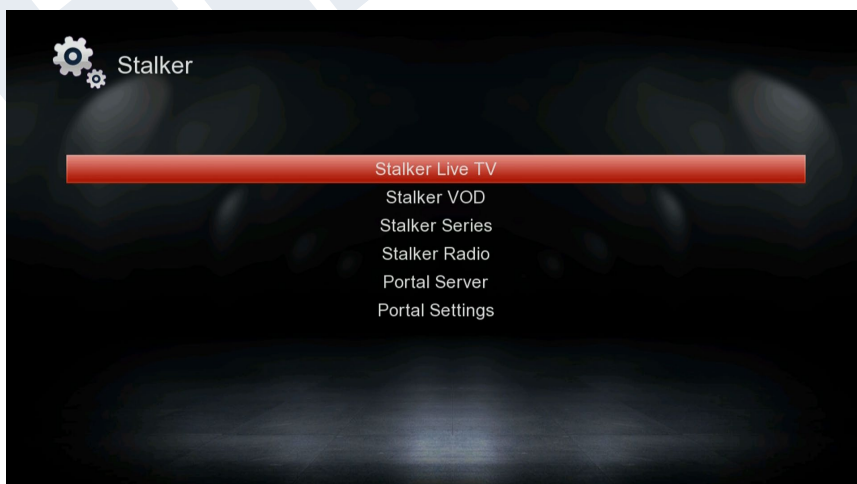 Stalker
Stalker Live TV
Stalker VOD
Stalker Series
Stalker Radio
Portal Server
Portal Settings